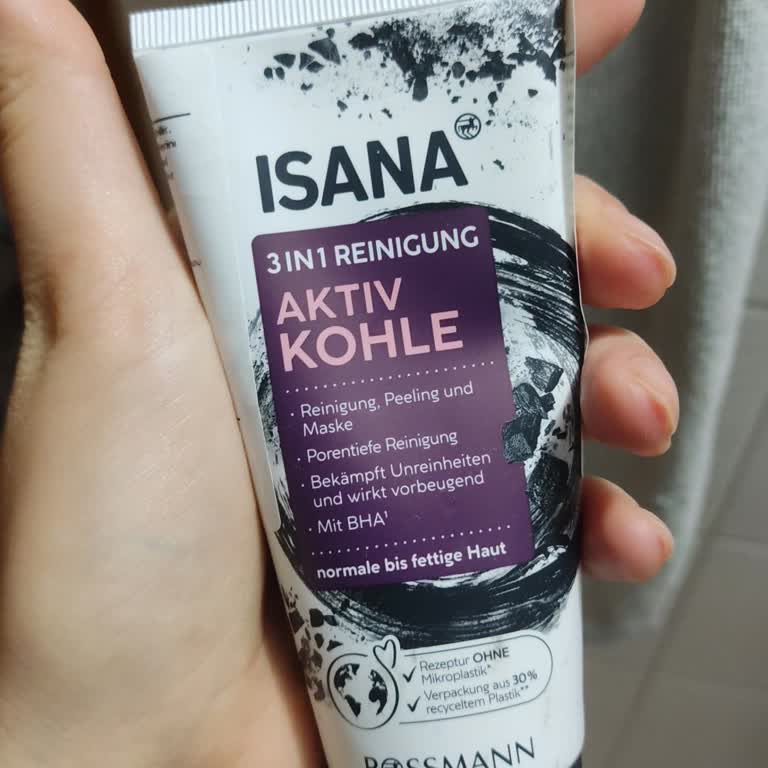 ISANA
3 IN 1 REINIGUNG
AKTIV
KOHLE
· Reinigung, Peeling und
Maske
· Porentiefe Reinigung
· Bekämpft Unreinheiten
und wirkt vorbeugend
· Mit BHA¹
normale bis fettige Haut
Rezeptur OHNE
Mikroplastik*
Verpackung aus 30%
recyceltem Plastik**
ROSSMANN